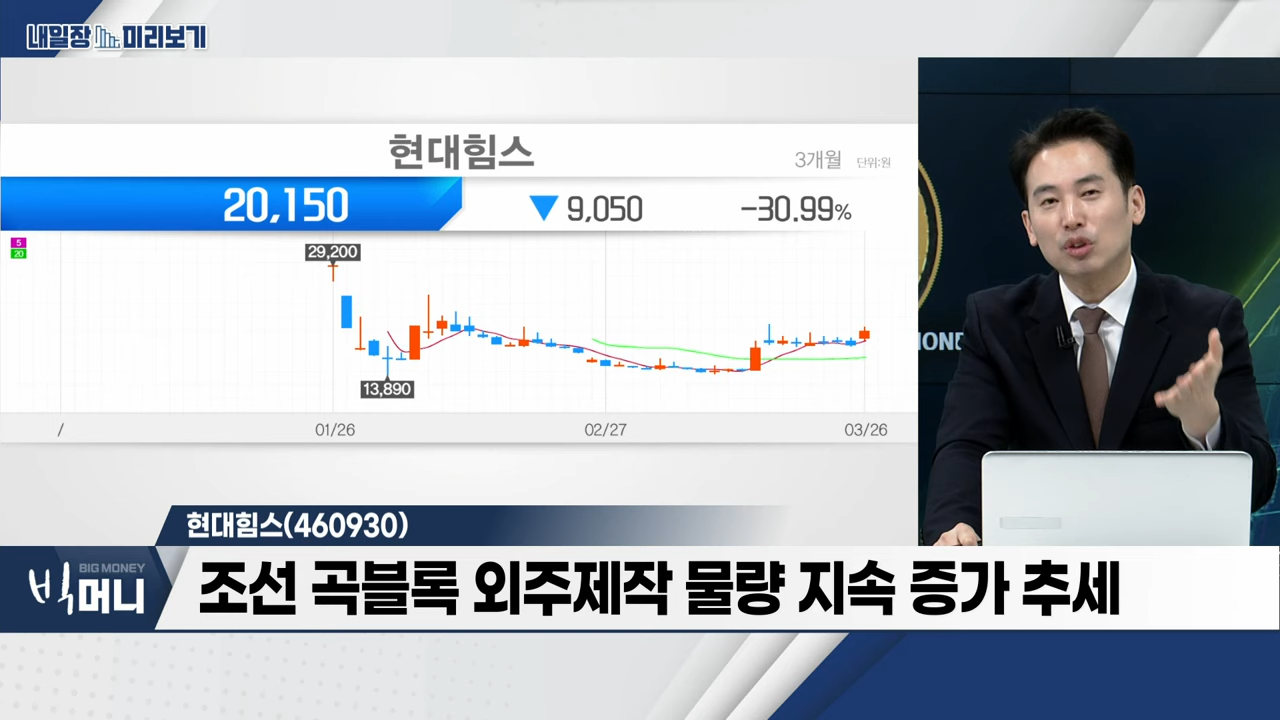 내일장 미리보기
현대힘스
3개월 단위:원
20,150 ▼ 9,050 -30.99%
5
20
29,200
13,890
/ 01/26 02/27 03/26
현대힘스(460930)
BIG MONEY
빅머니
조선 곡블록 외주제작 물량 지속 증가 추세